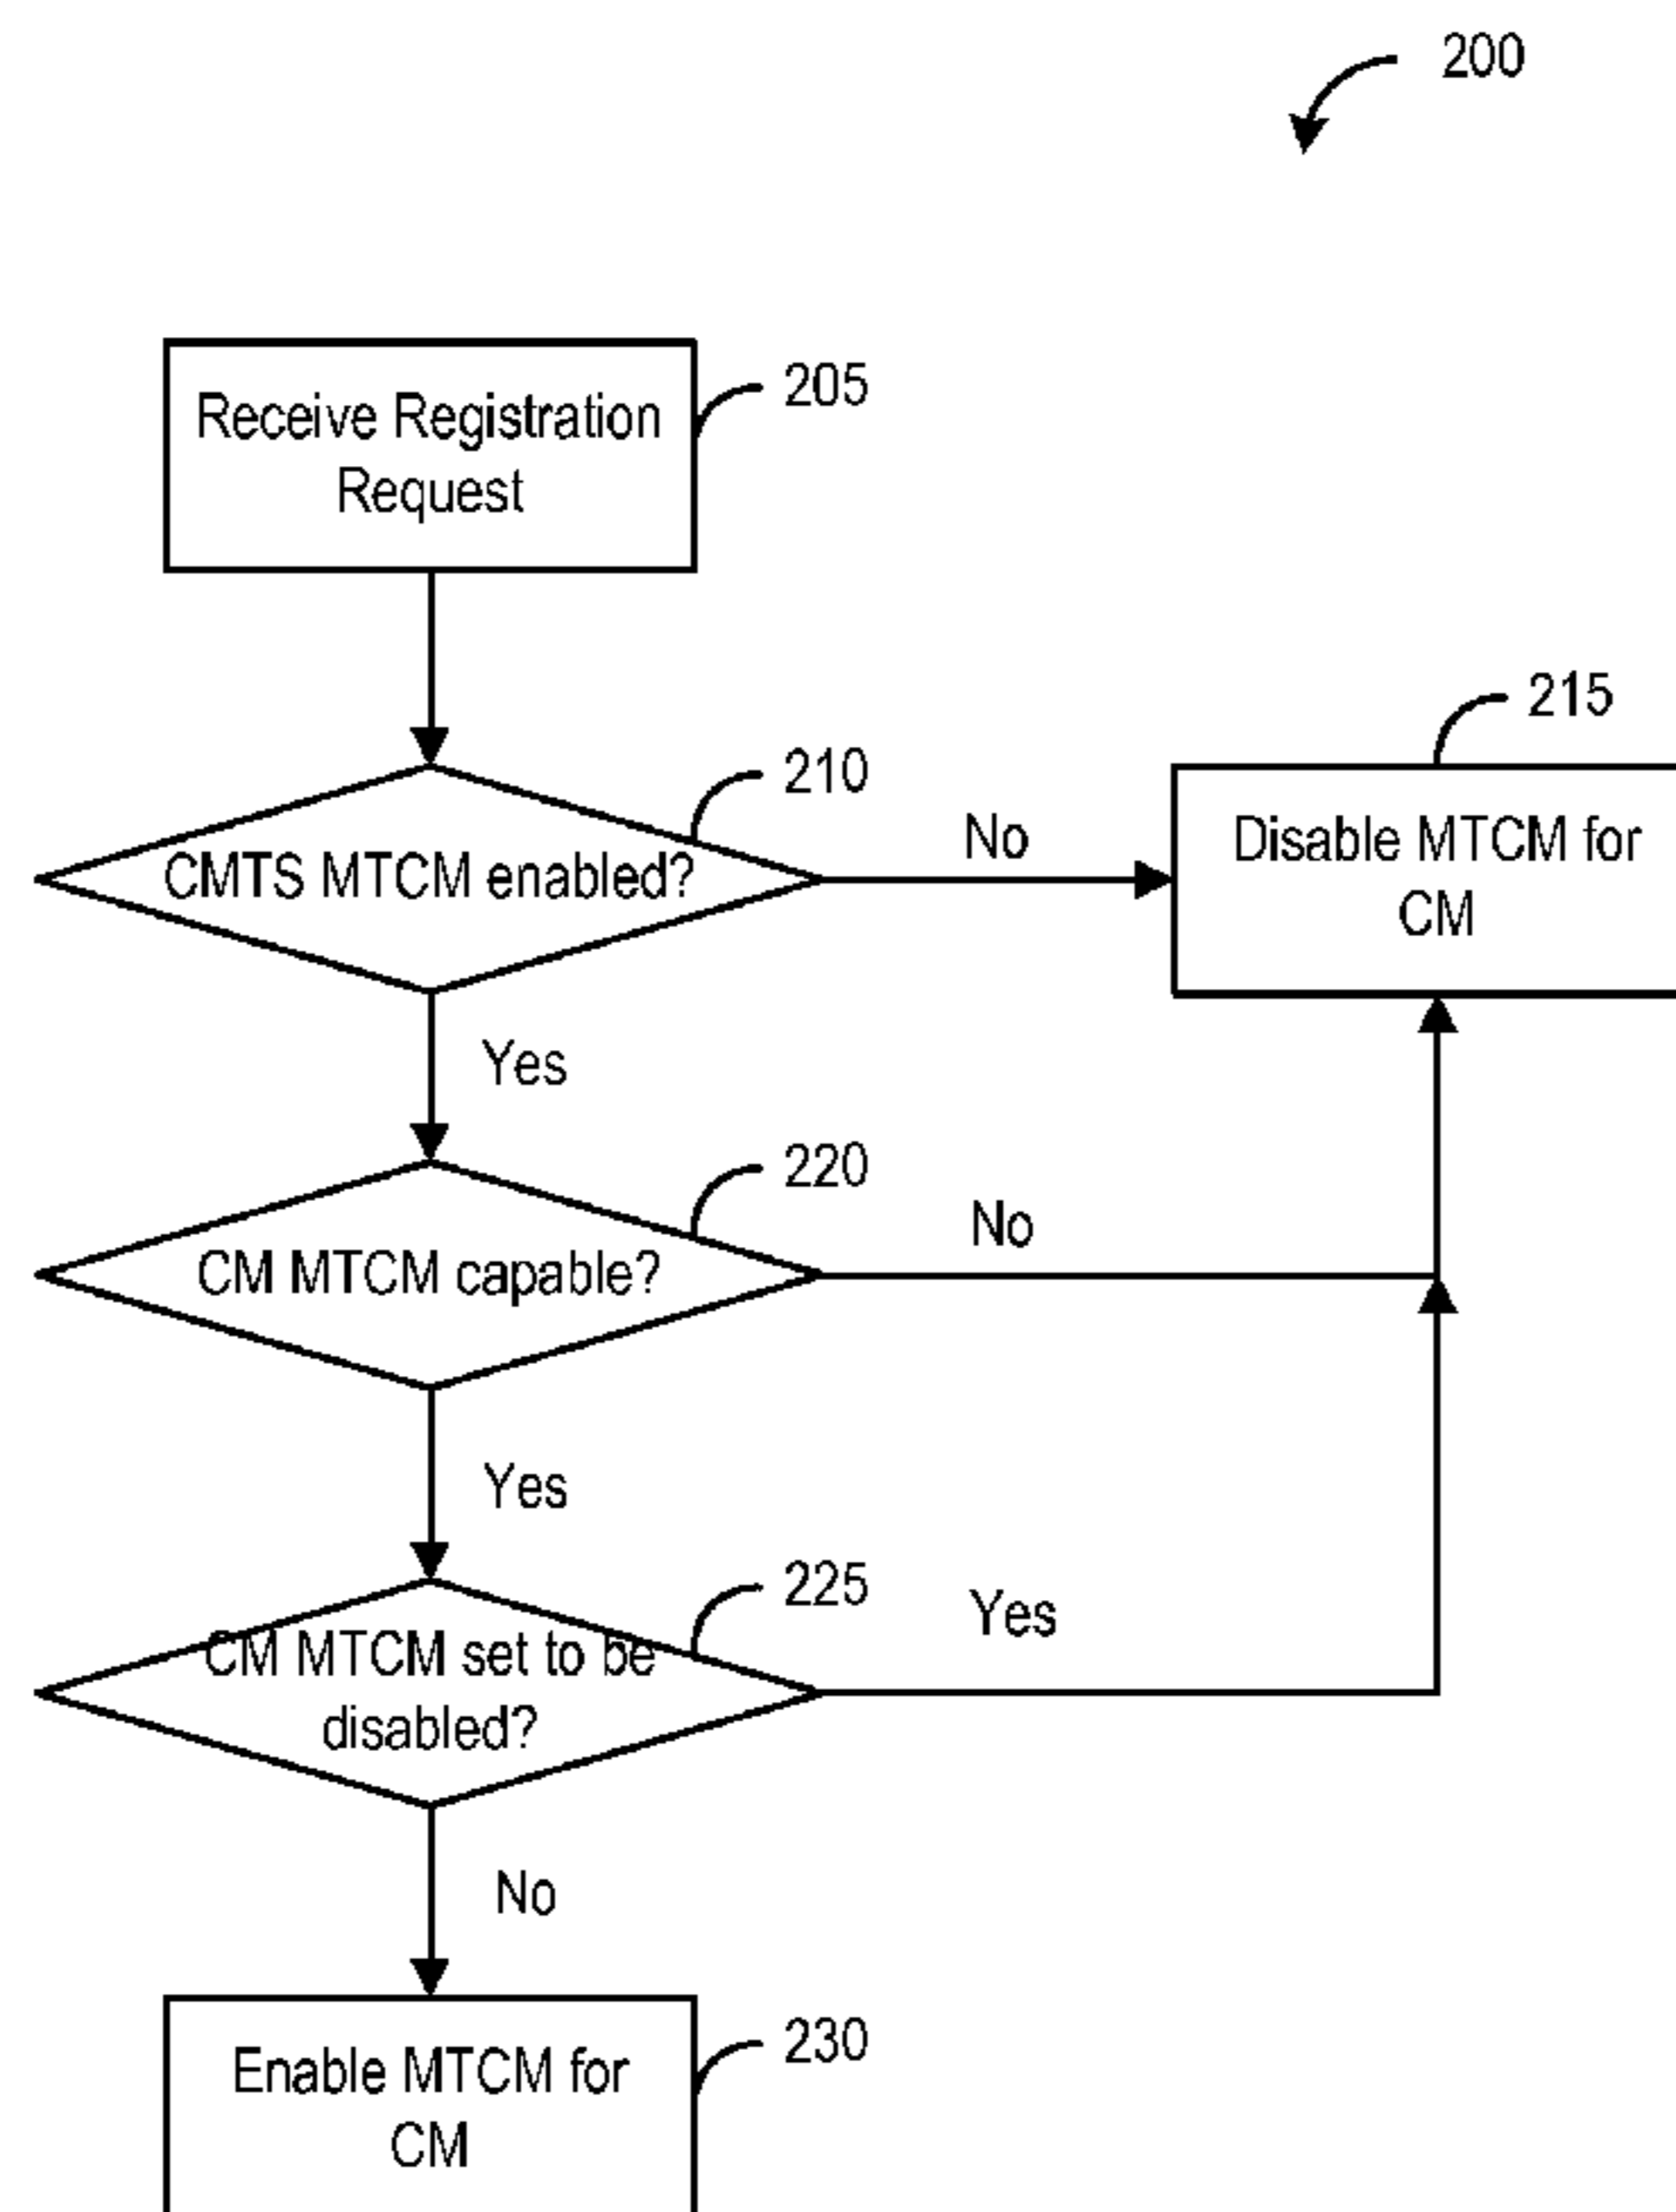 200
Receive Registration
Request
205
210
CMTS MTCM enabled?
No
215
Disable MTCM for
CM
Yes
220
CM MTCM capable?
No
Yes
225
CM MTCM set to be
disabled?
Yes
No
230
Enable MTCM for
CM